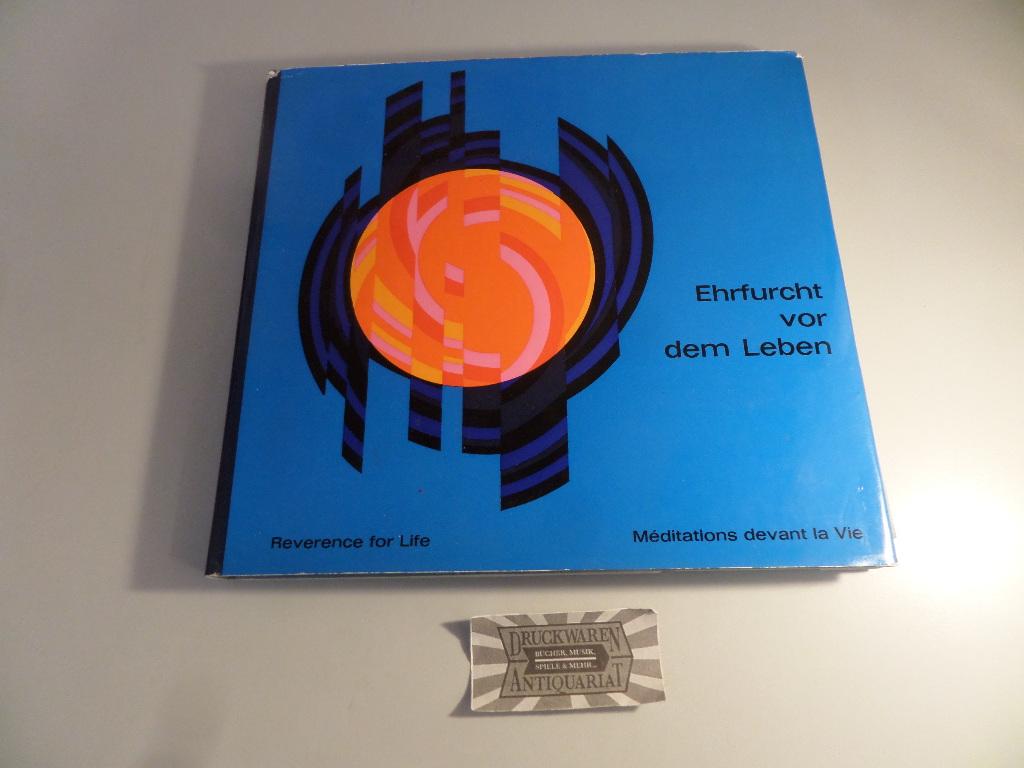 Ehrfurcht
vor
dem Leben
Reverence for Life
Méditations devant la Vie
DRUCKWAREN
BÜCHER, MUSIK,
SPIELE & MEHR...
ANTIQUARIAT